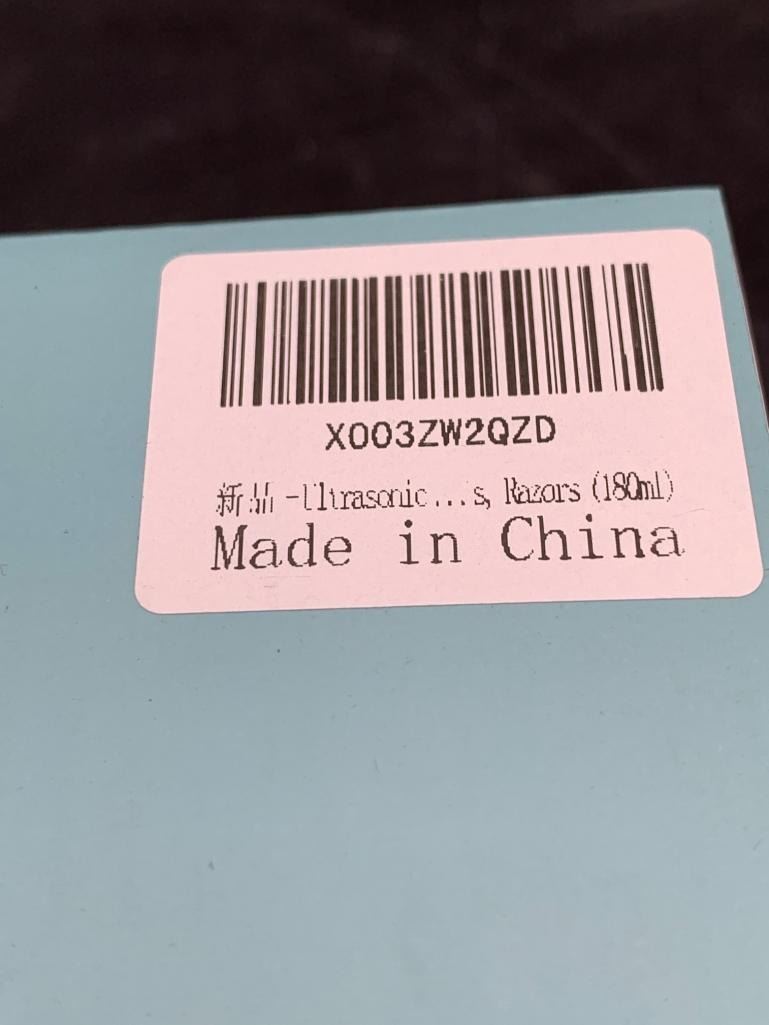 X003ZW2QZD
新品 -Ultrasonic...s, Razors (180ml)
Made in China